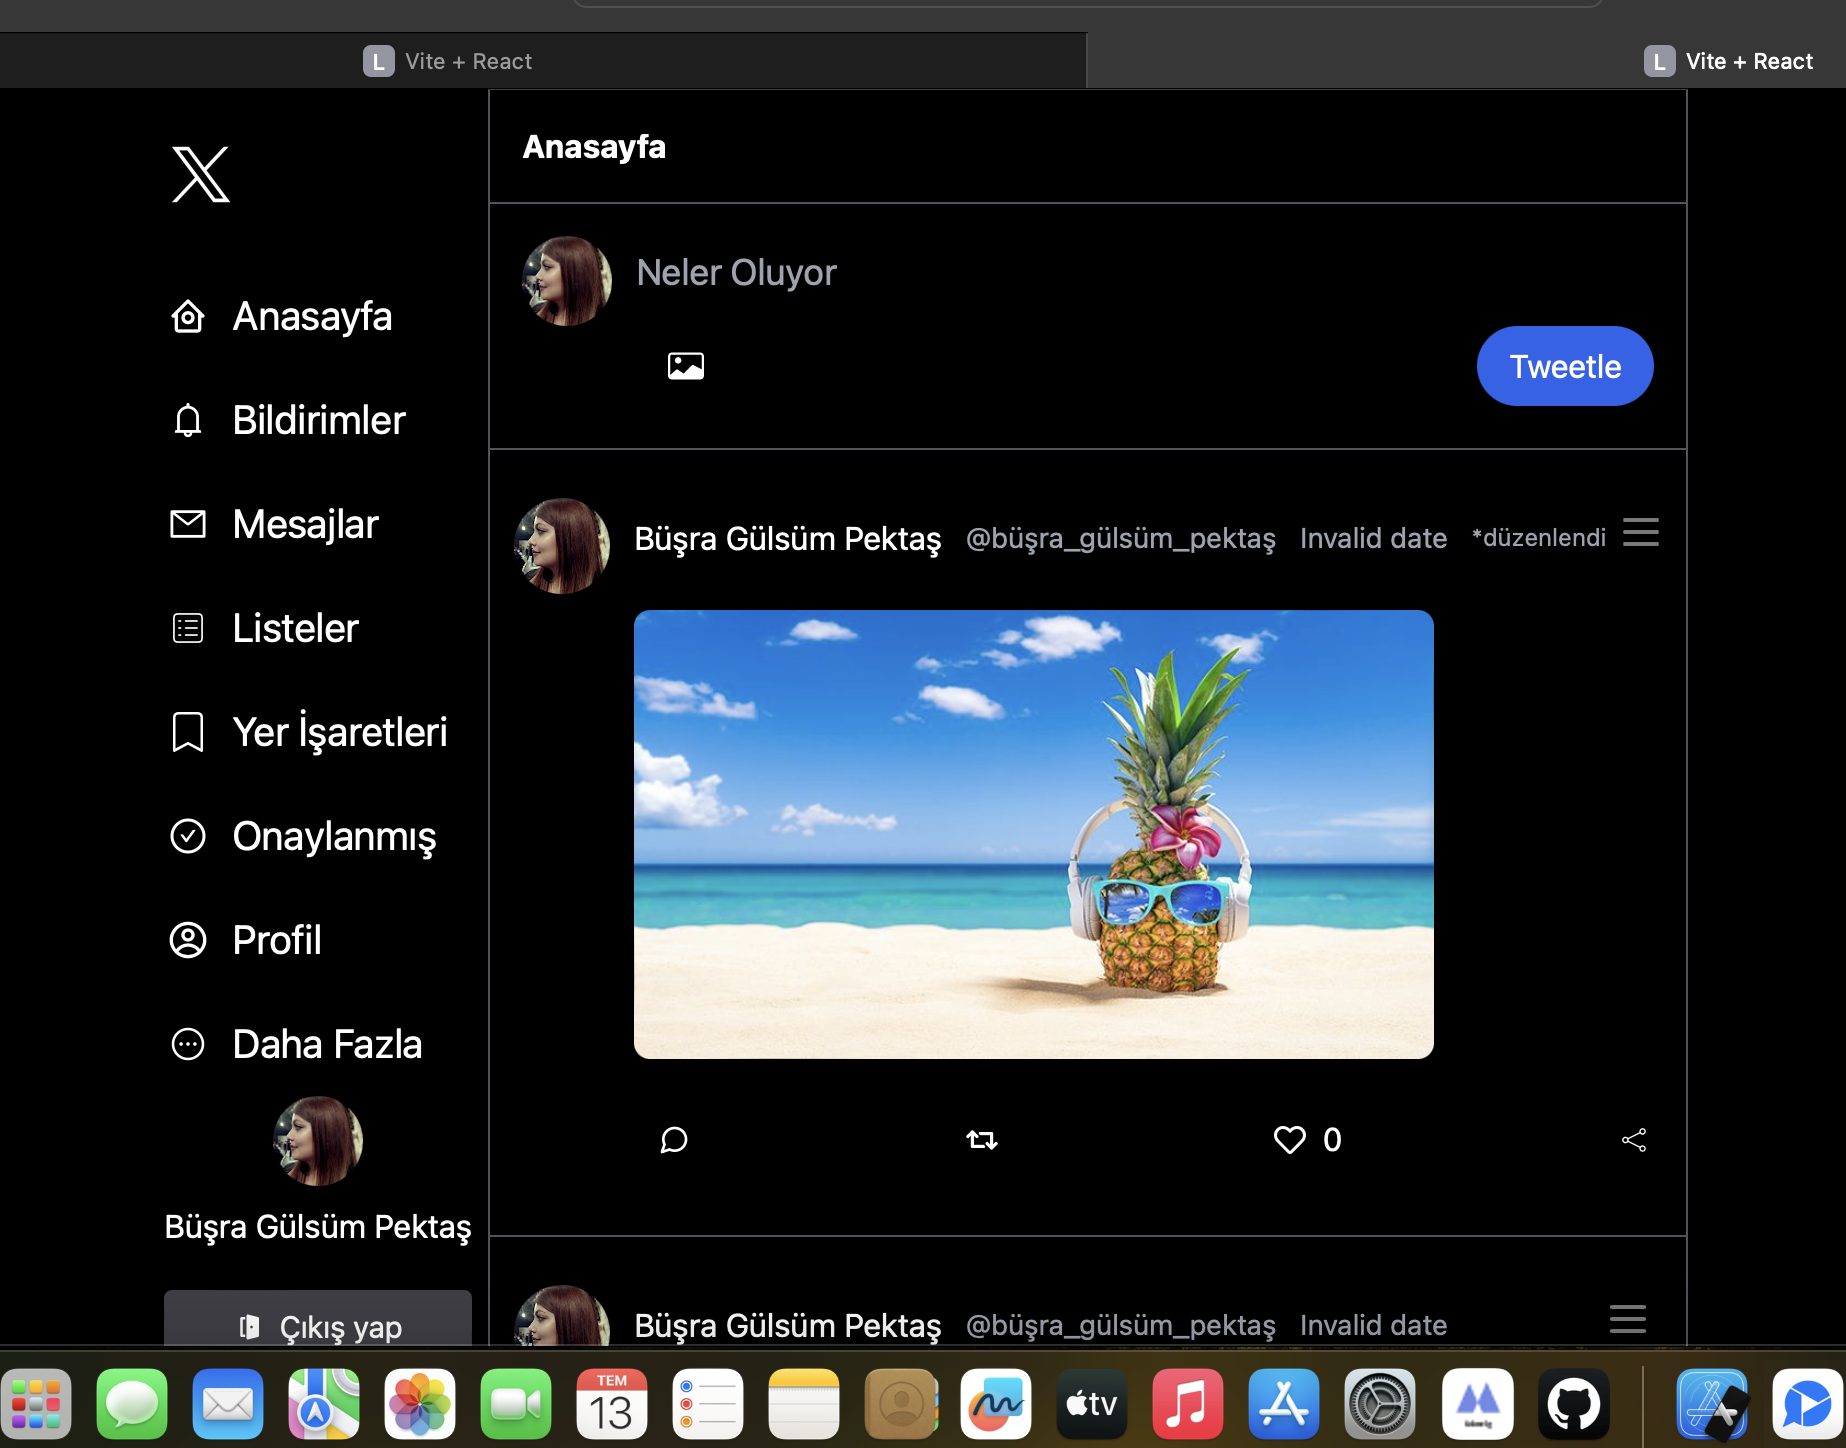 L Vite + React
L Vite + React
Anasayfa
Neler Oluyor
Tweetle
Anasayfa
Bildirimler
Mesajlar
Listeler
Yer İşaretleri
Onaylanmış
Profil
Daha Fazla
Büşra Gülsüm Pektaş
Çıkış yap
Büşra Gülsüm Pektaş @büşra_gülsüm_pektaş Invalid date *düzenlendi
0
Büşra Gülsüm Pektaş @büşra_gülsüm_pektaş Invalid date
TEM
13
tv